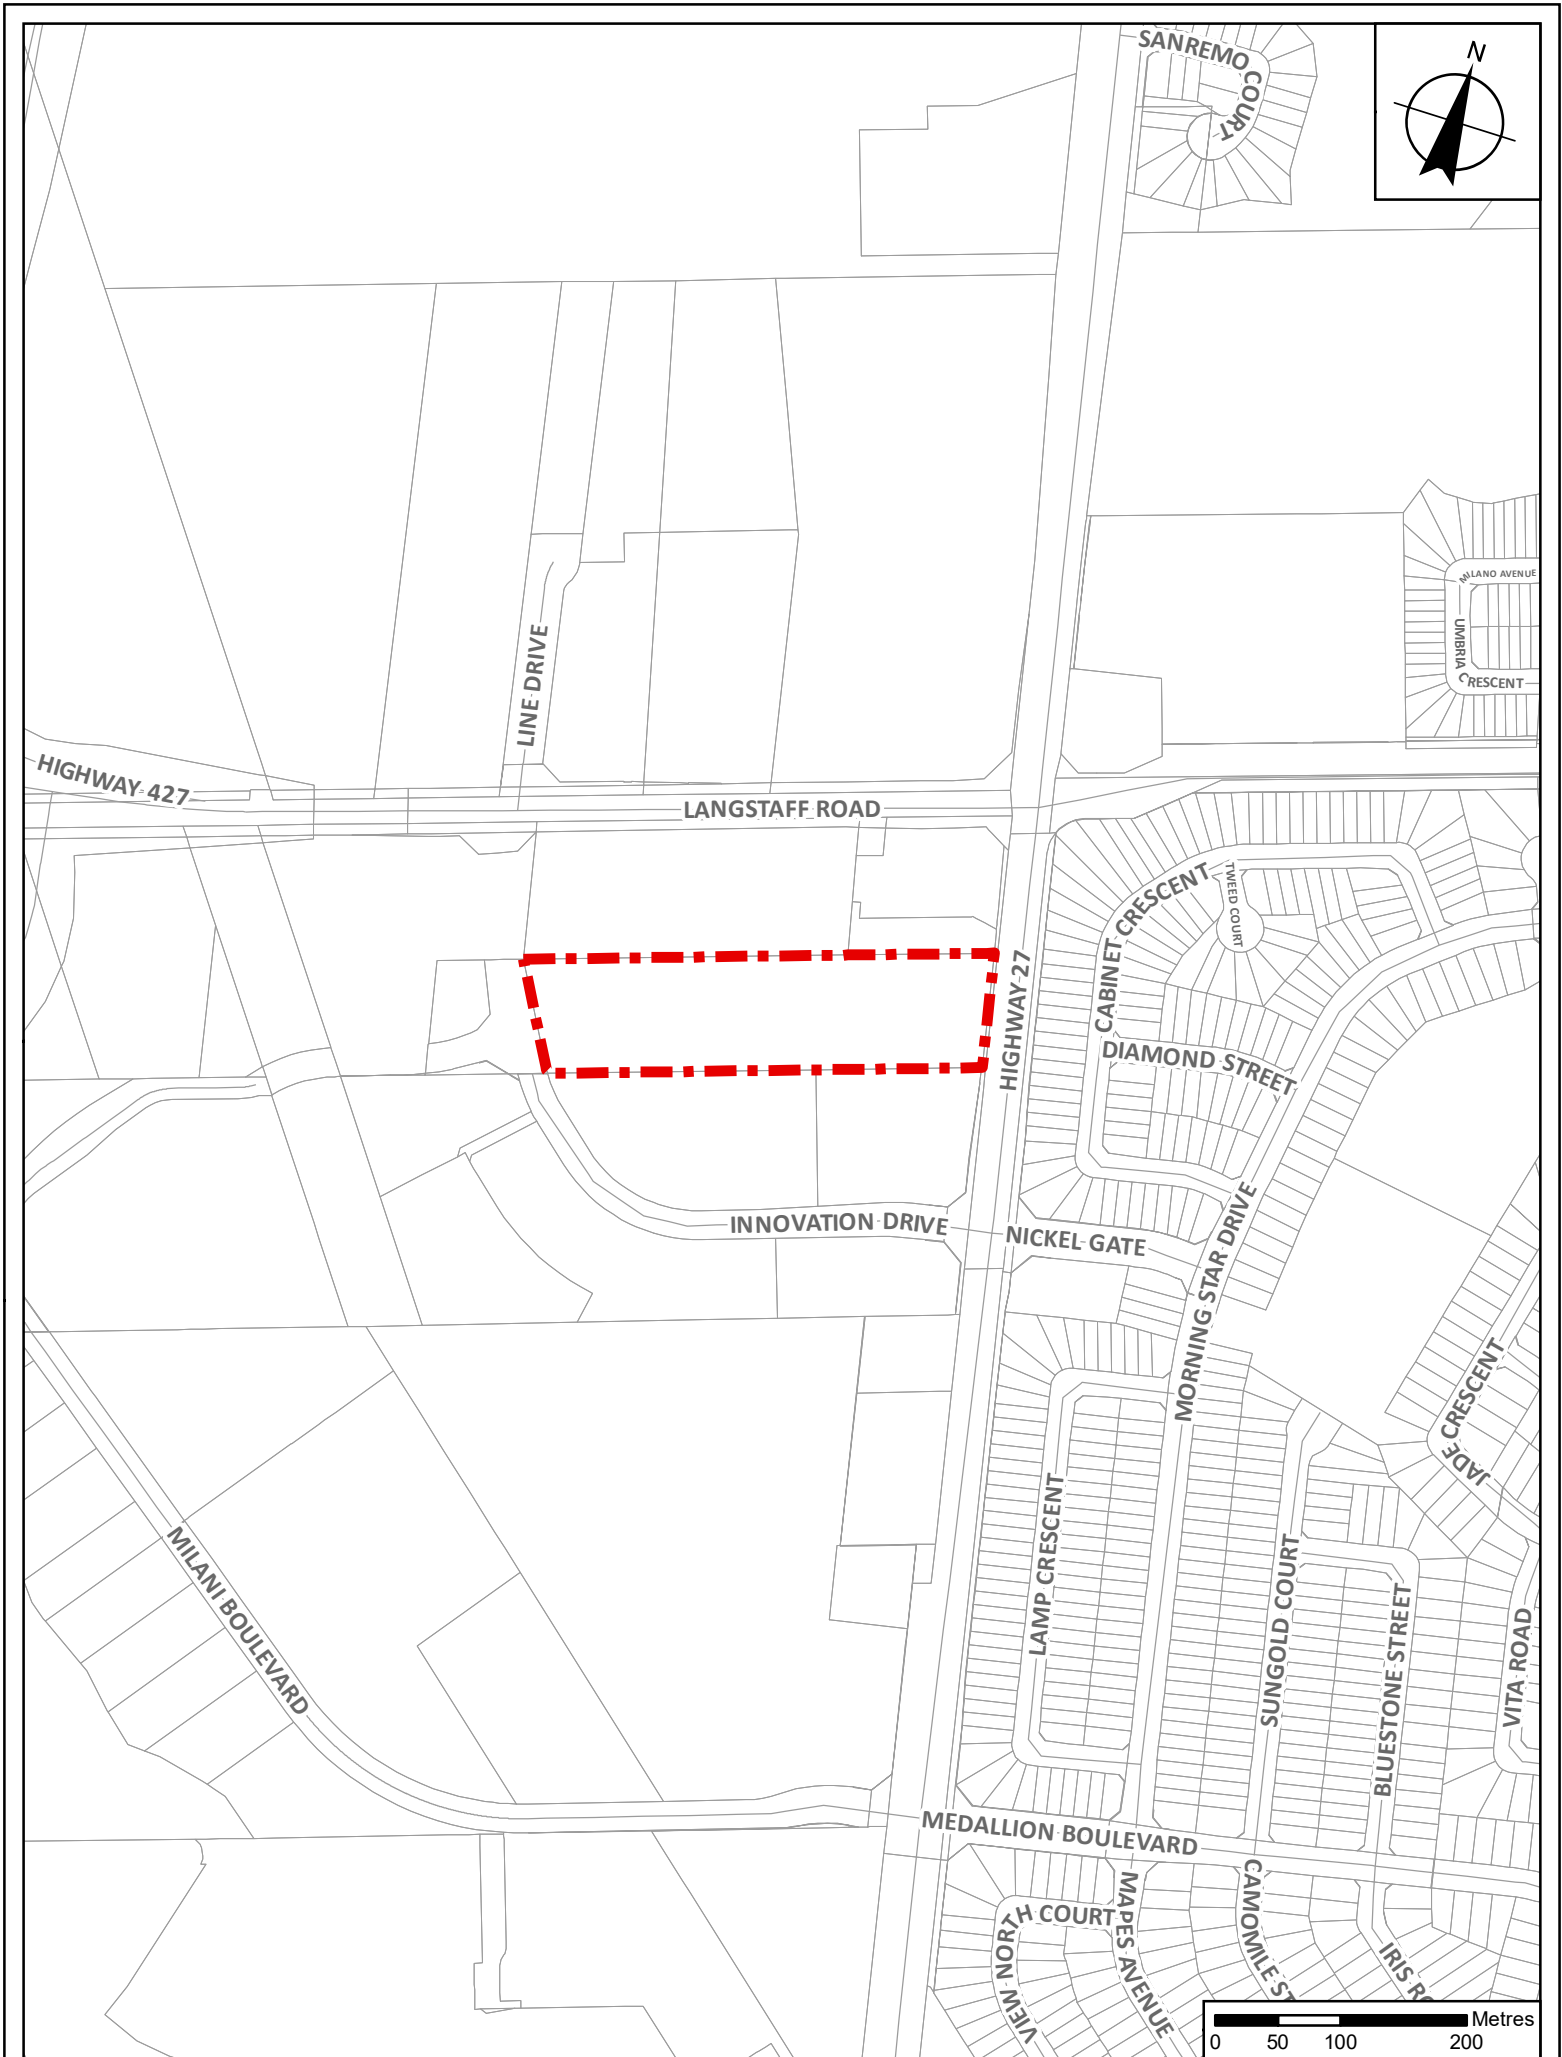 N
SANREMO COURT
MILANO AVENUE
UMBRIA CRESCENT
LINE DRIVE
HIGHWAY 427
LANGSTAFF ROAD
TWEED COURT
CABINET CRESCENT
HIGHWAY 27
DIAMOND STREET
INNOVATION DRIVE
NICKEL GATE
MORNING STAR DRIVE
JADE CRESCENT
LAMP CRESCENT
SUNGOLD COURT
BLUESTONE STREET
VITA ROAD
MILANI BOULEVARD
MEDALLION BOULEVARD
VIEW NORTH COURT
MAPES AVENUE
CAMOMILE ST
IRIS RO
Metres
0 50 100 200